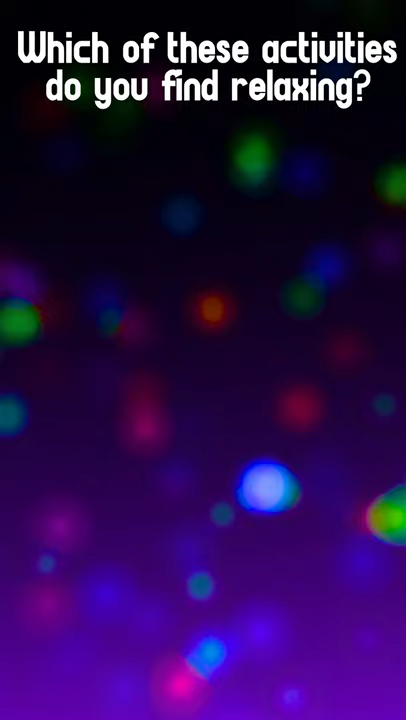 Which of these activities
do you find relaxing?